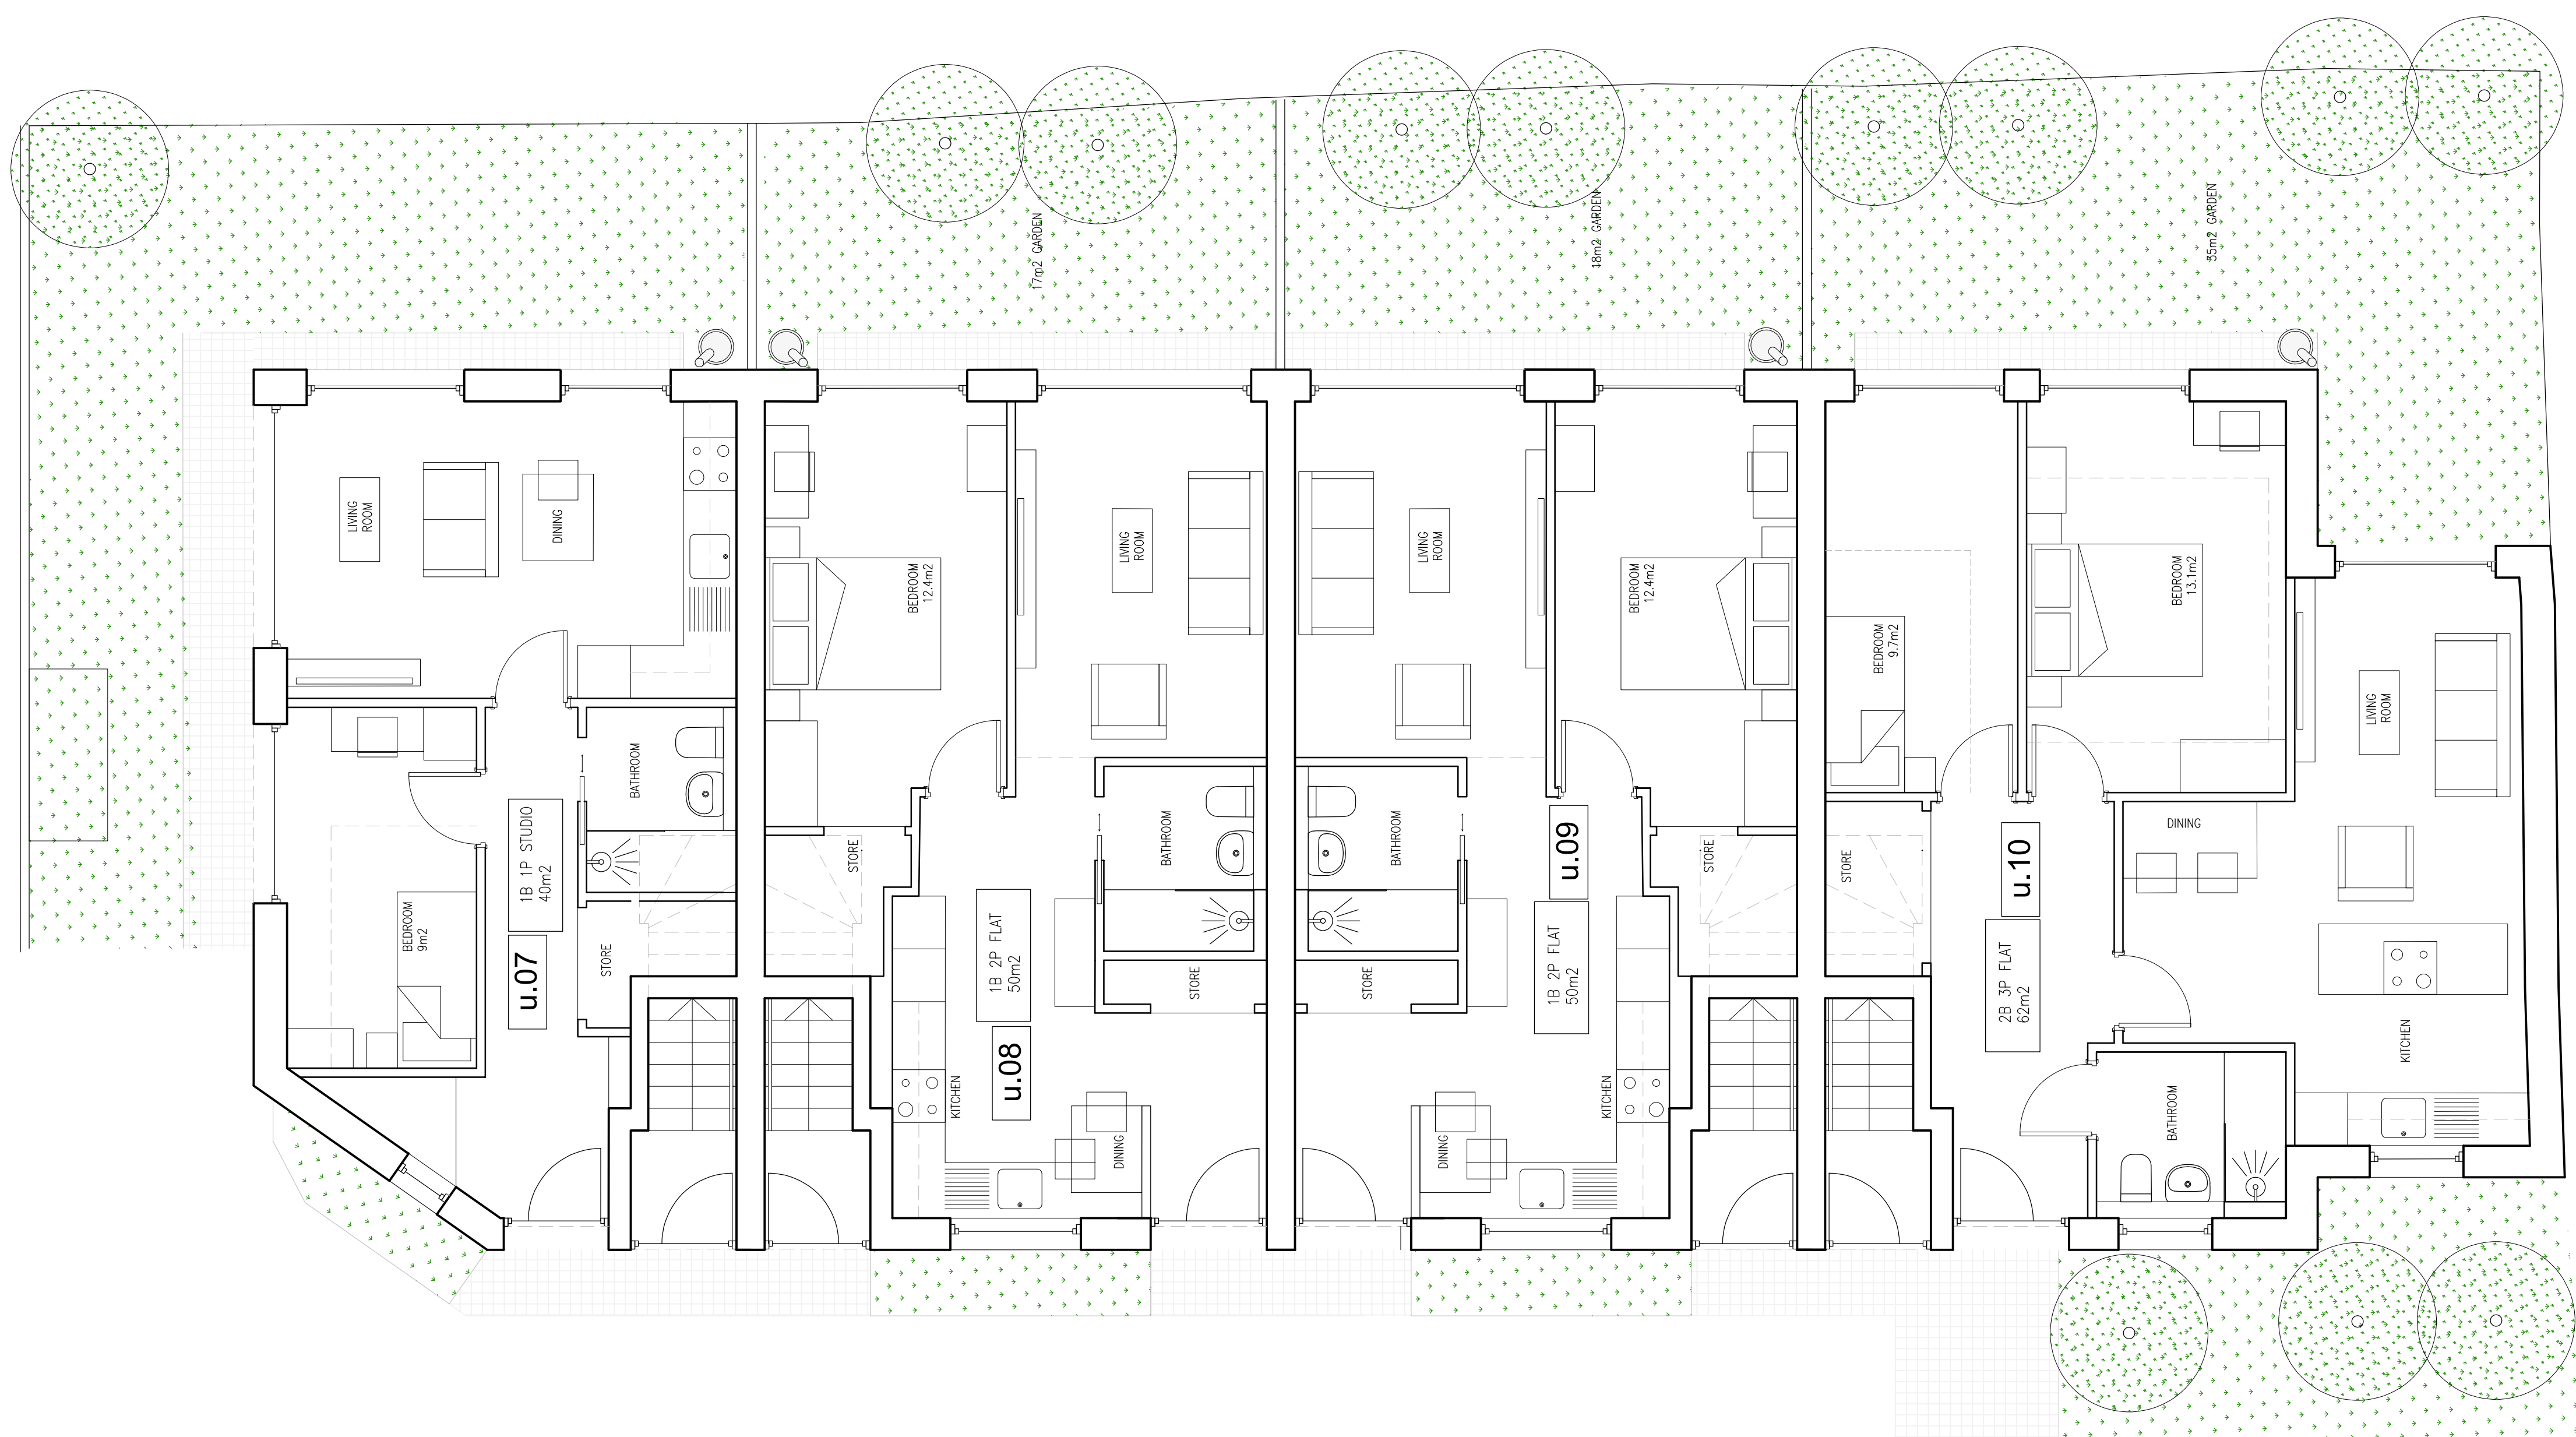 17m2 GARDEN
18m2 GARDEN
35m2 GARDEN
LIVING
ROOM
DINING
BATHROOM
BEDROOM
9m2
1B 1P STUDIO
40m2
u.07
STORE
BEDROOM
12.4m2
LIVING
ROOM
STORE
BATHROOM
1B 2P FLAT
50m2
u.08
STORE
KITCHEN
DINING
LIVING
ROOM
BEDROOM
12.4m2
BATHROOM
u.09
1B 2P FLAT
50m2
STORE
STORE
KITCHEN
DINING
BEDROOM
9.7m2
BEDROOM
13.1m2
LIVING
ROOM
STORE
u.10
2B 3P FLAT
62m2
DINING
KITCHEN
BATHROOM